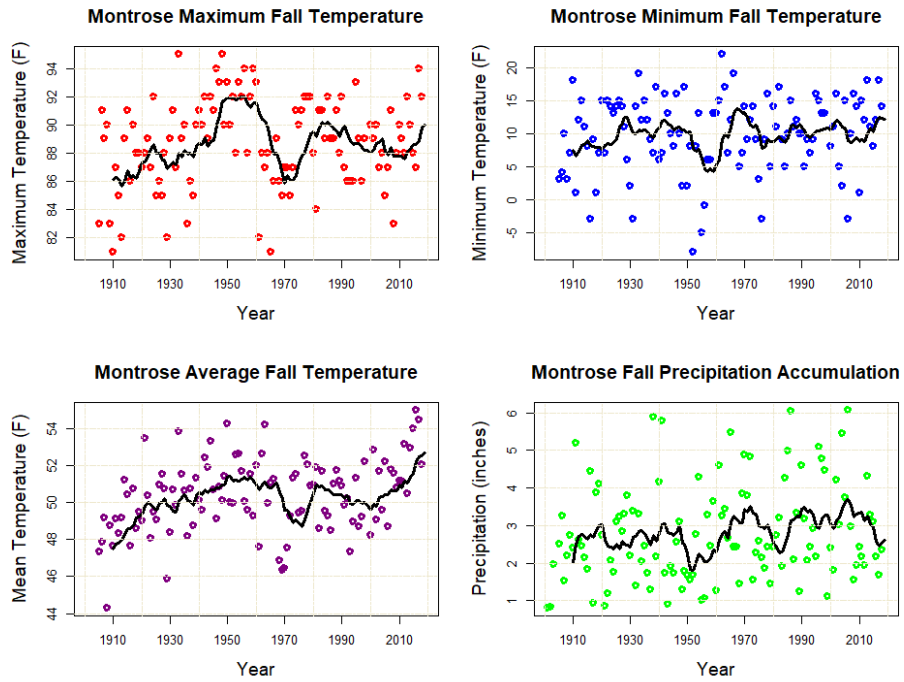 Montrose Maximum Fall Temperature
Maximum Temperature (F)
94
92
90
88
86
84
82
1910 1930 1950 1970 1990 2010
Year
Montrose Minimum Fall Temperature
Minimum Temperature (F)
20
15
10
5
0
-5
1910 1930 1950 1970 1990 2010
Year
Montrose Average Fall Temperature
Mean Temperature (F)
54
52
50
48
46
44
1910 1930 1950 1970 1990 2010
Year
Montrose Fall Precipitation Accumulation
Precipitation (inches)
6
5
4
3
2
1
1910 1930 1950 1970 1990 2010
Year